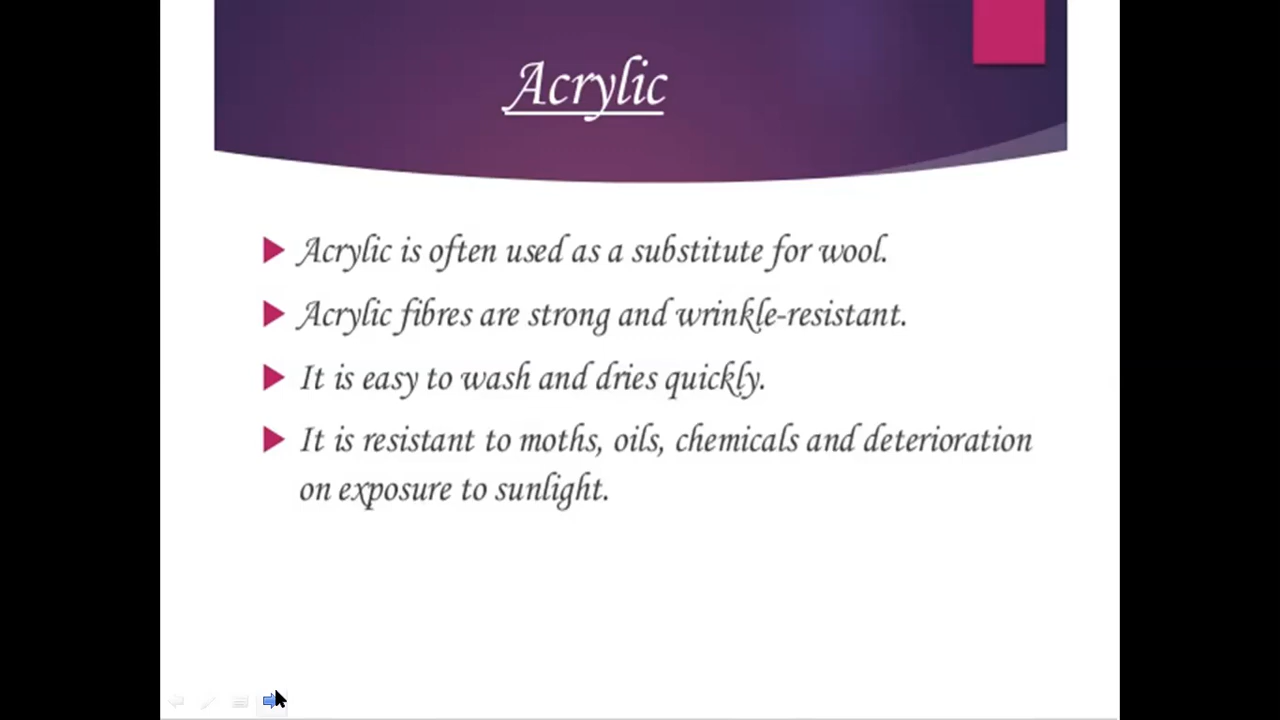 Acrylic
Acrylic is often used as a substitute for wool.
Acrylic fibres are strong and wrinkle-resistant.
It is easy to wash and dries quickly.
It is resistant to moths, oils, chemicals and deterioration
on exposure to sunlight.